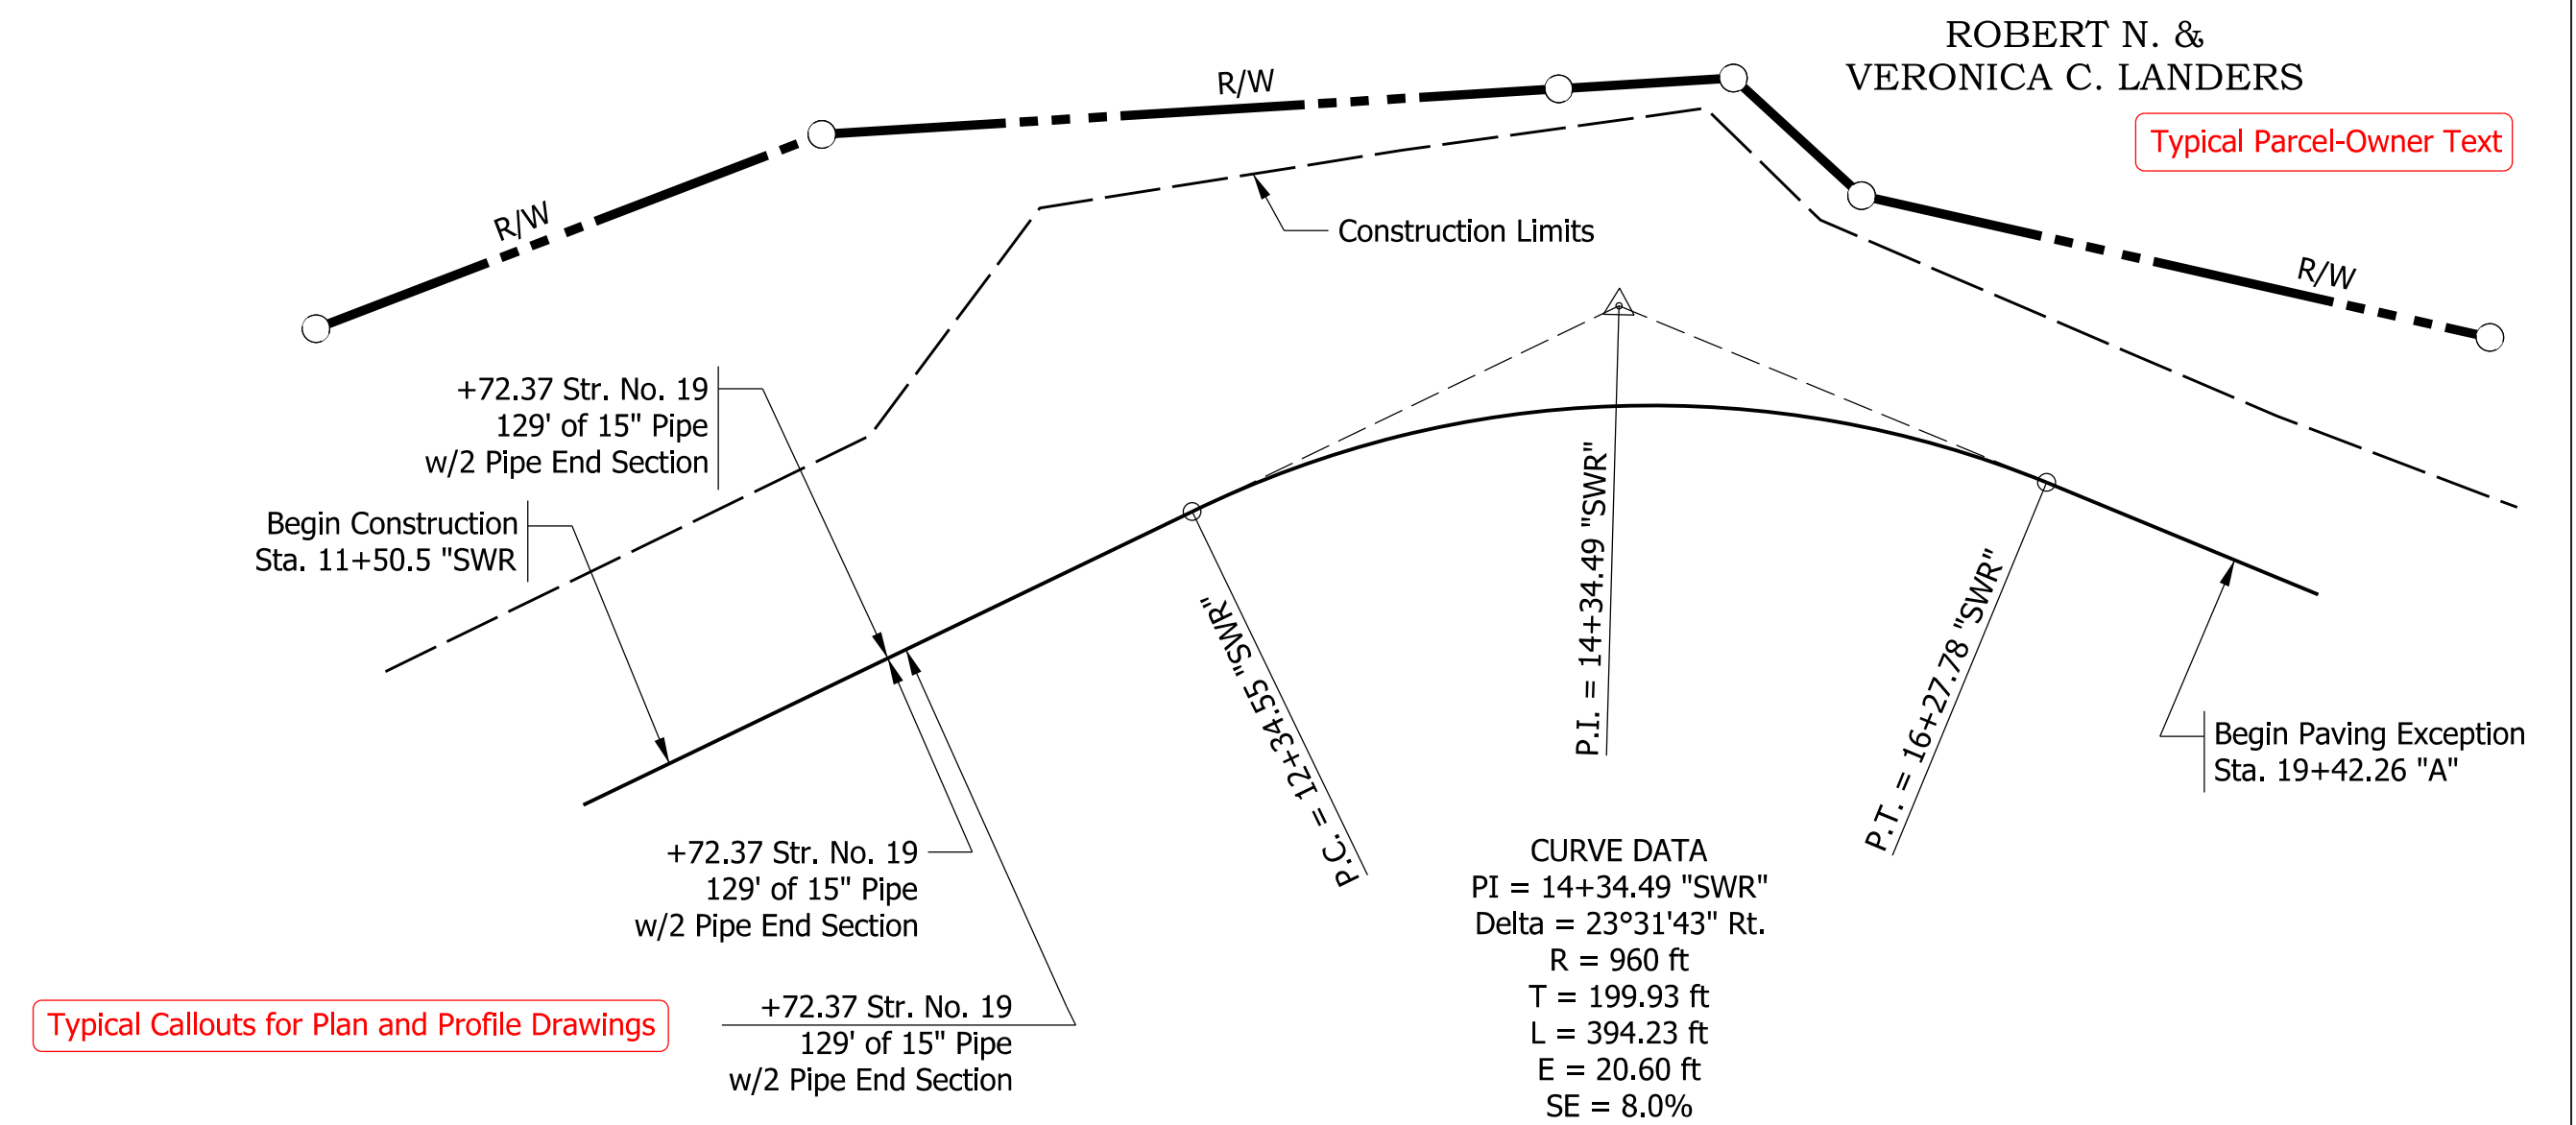 ROBERT N. &
VERONICA C. LANDERS
Typical Parcel-Owner Text
R/W
R/W
R/W
Construction Limits
+72.37 Str. No. 19
129' of 15" Pipe
w/2 Pipe End Section
Begin Construction
Sta. 11+50.5 "SWR
P.C. = 12+34.55 "SWR"
P.I. = 14+34.49 "SWR"
P.T. = 16+27.78 "SWR"
Begin Paving Exception
Sta. 19+42.26 "A"
+72.37 Str. No. 19
129' of 15" Pipe
w/2 Pipe End Section
+72.37 Str. No. 19
129' of 15" Pipe
w/2 Pipe End Section
Typical Callouts for Plan and Profile Drawings
CURVE DATA
PI = 14+34.49 "SWR"
Delta = 23°31'43" Rt.
R = 960 ft
T = 199.93 ft
L = 394.23 ft
E = 20.60 ft
SE = 8.0%